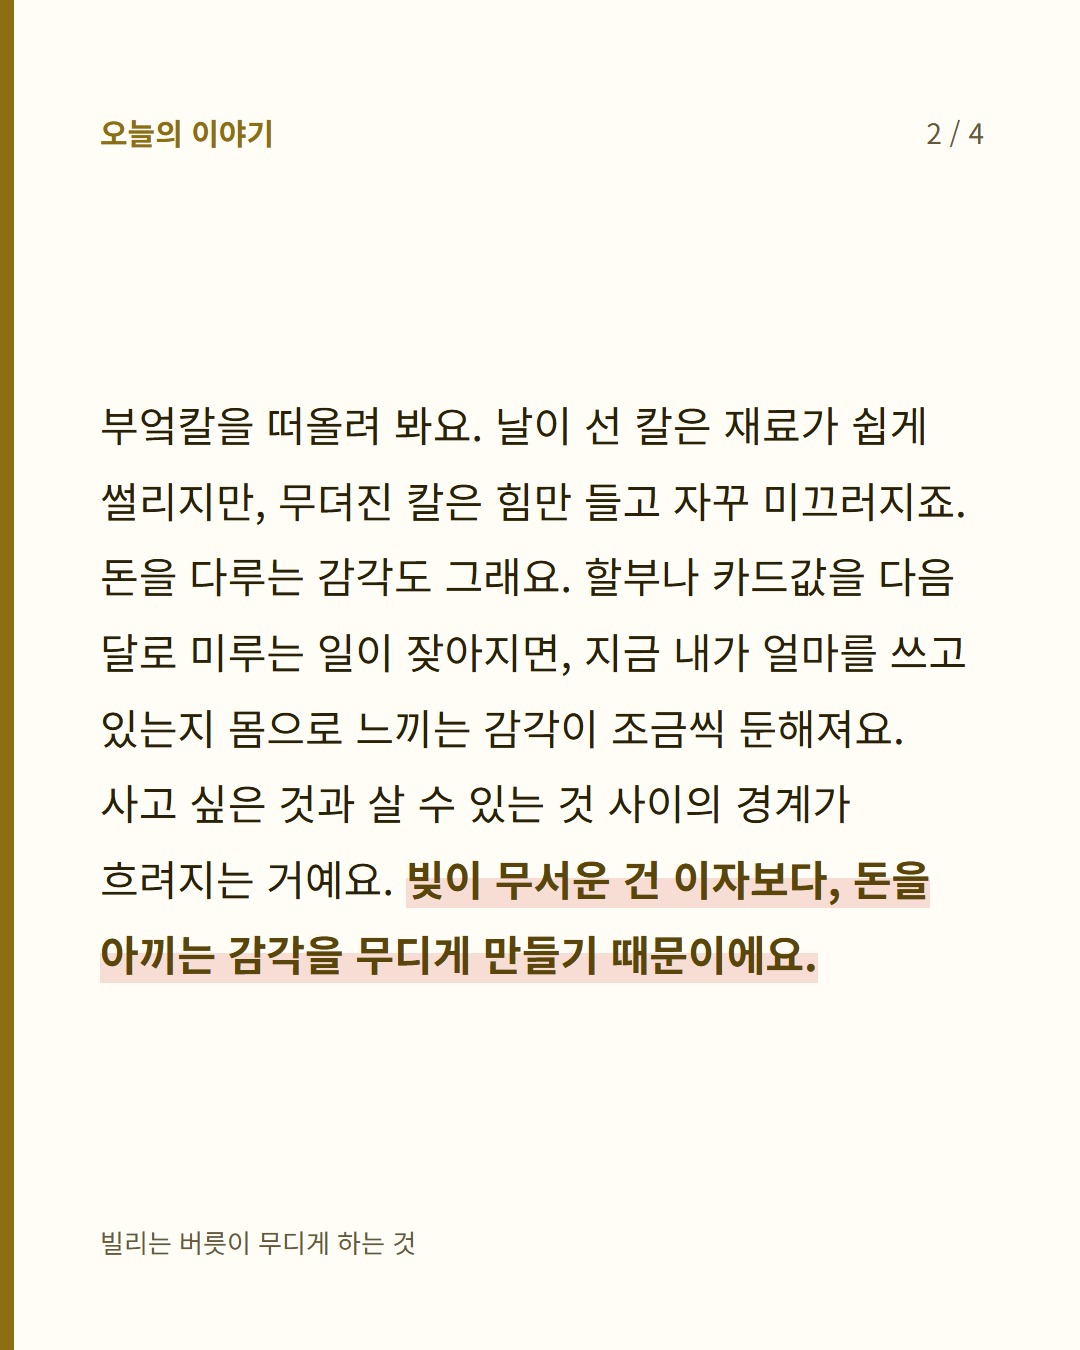 오늘의 이야기
2 / 4
부엌칼을 떠올려 봐요. 날이 선 칼은 재료가 쉽게
썰리지만, 무뎌진 칼은 힘만 들고 자꾸 미끄러지죠.
돈을 다루는 감각도 그래요. 할부나 카드값을 다음
달로 미루는 일이 잦아지면, 지금 내가 얼마를 쓰고
있는지 몸으로 느끼는 감각이 조금씩 둔해져요.
사고 싶은 것과 살 수 있는 것 사이의 경계가
흐려지는 거예요. 빚이 무서운 건 이자보다, 돈을
아끼는 감각을 무디게 만들기 때문이에요.
빌리는 버릇이 무디게 하는 것